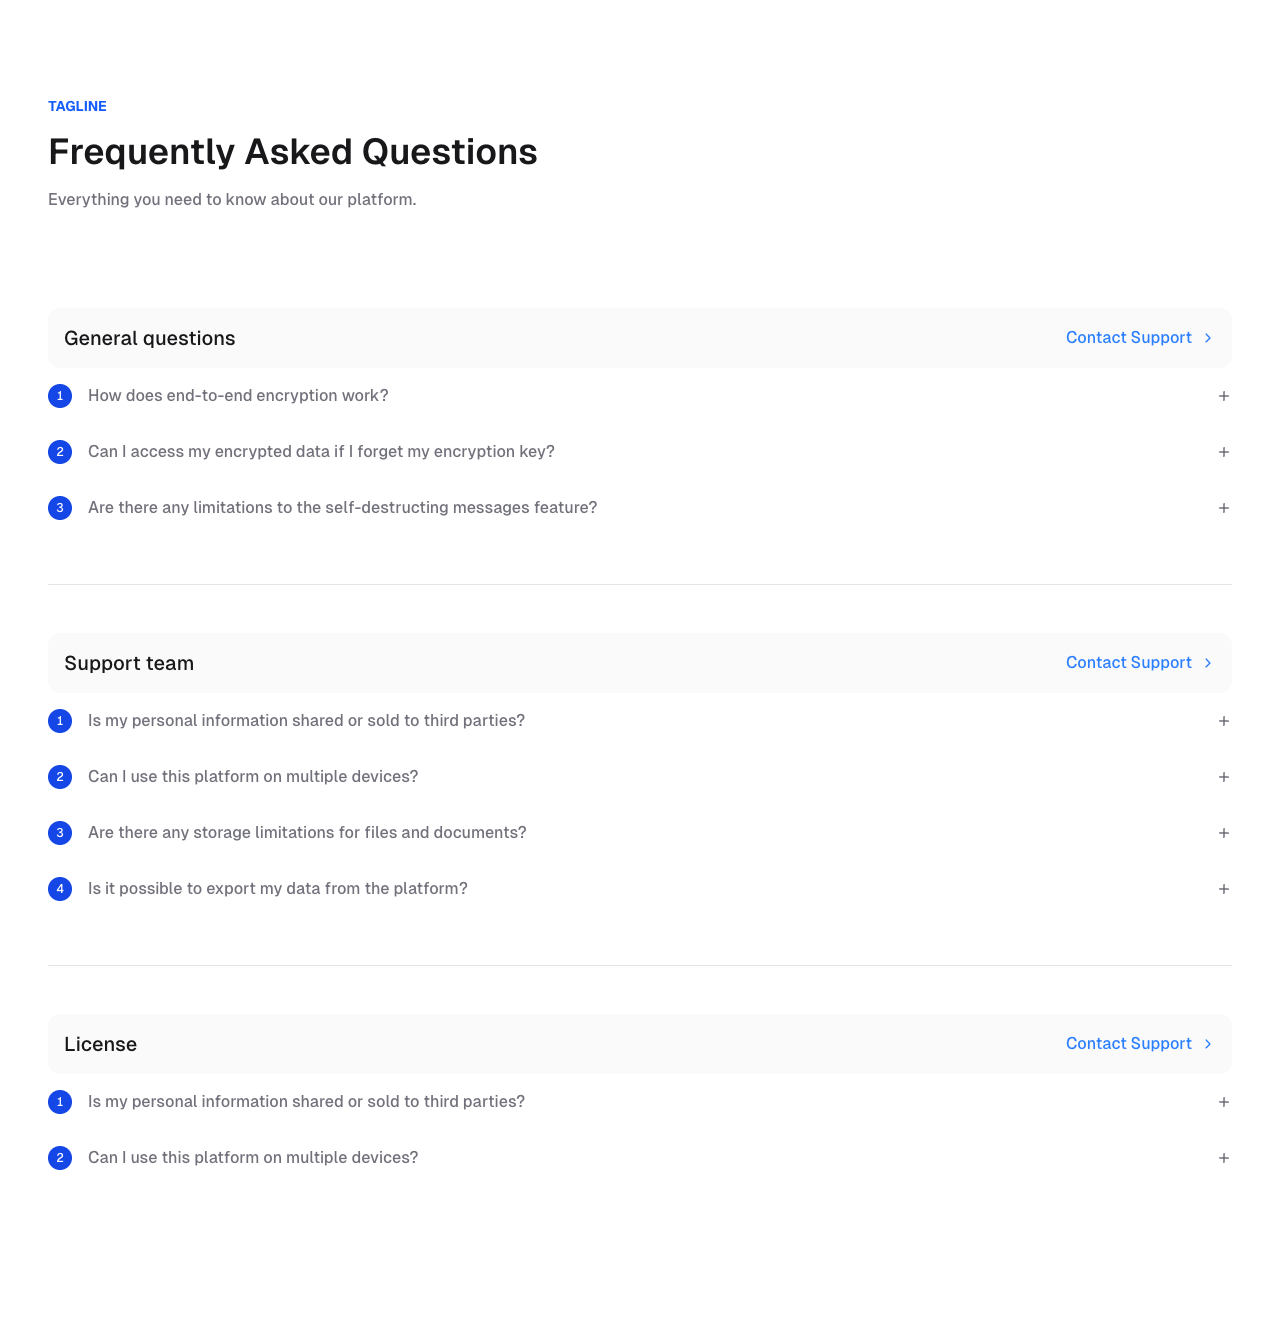 TAGLINE
Frequently Asked Questions
Everything you need to know about our platform.
General questions
Contact Support
1 How does end-to-end encryption work?
2 Can I access my encrypted data if I forget my encryption key?
3 Are there any limitations to the self-destructing messages feature?
Support team
Contact Support
1 Is my personal information shared or sold to third parties?
2 Can I use this platform on multiple devices?
3 Are there any storage limitations for files and documents?
4 Is it possible to export my data from the platform?
License
Contact Support
1 Is my personal information shared or sold to third parties?
2 Can I use this platform on multiple devices?